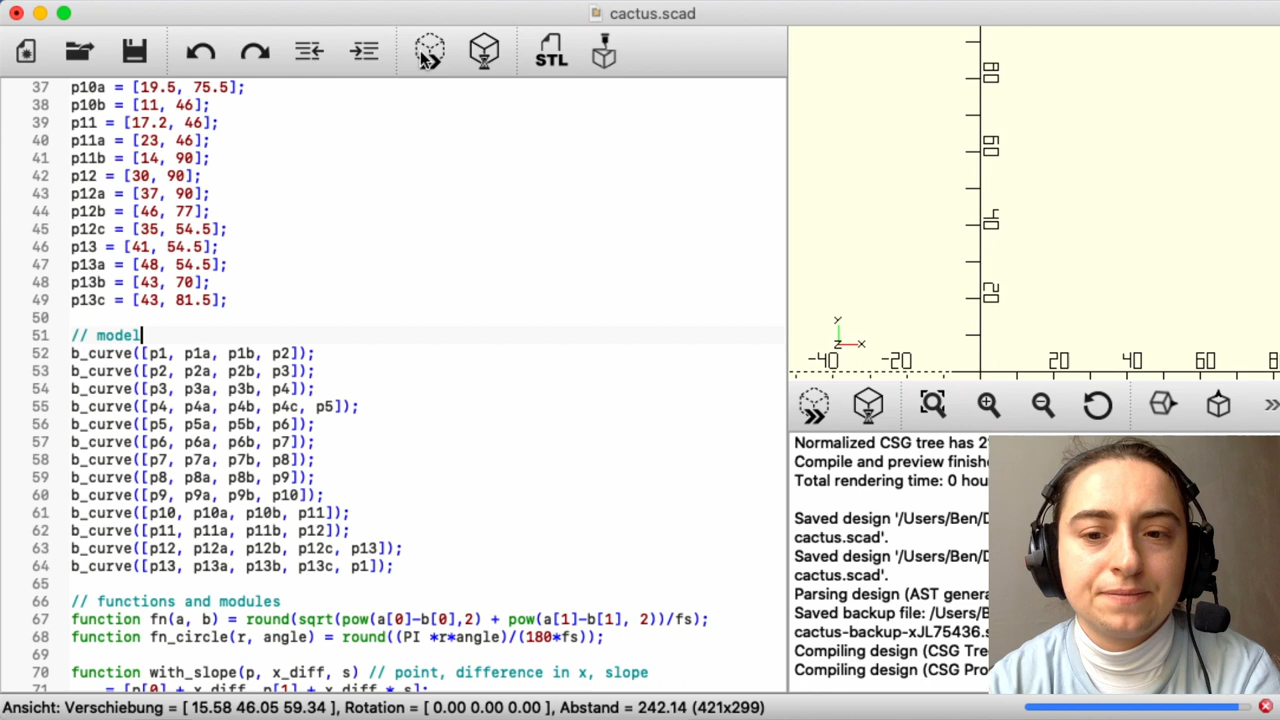 cactus.scad
STL
37 p10a = [19.5, 75.5];
38 p10b = [11, 46];
39 p11 = [17.2, 46];
40 p11a = [23, 46];
41 p11b = [14, 90];
42 p12 = [30, 90];
43 p12a = [37, 90];
44 p12b = [46, 77];
45 p12c = [35, 54.5];
46 p13 = [41, 54.5];
47 p13a = [48, 54.5];
48 p13b = [43, 70];
49 p13c = [43, 81.5];
50
51 // model
52 b_curve([p1, p1a, p1b, p2]);
53 b_curve([p2, p2a, p2b, p3]);
54 b_curve([p3, p3a, p3b, p4]);
55 b_curve([p4, p4a, p4b, p4c, p5]);
56 b_curve([p5, p5a, p5b, p6]);
57 b_curve([p6, p6a, p6b, p7]);
58 b_curve([p7, p7a, p7b, p8]);
59 b_curve([p8, p8a, p8b, p9]);
60 b_curve([p9, p9a, p9b, p10]);
61 b_curve([p10, p10a, p10b, p11]);
62 b_curve([p11, p11a, p11b, p12]);
63 b_curve([p12, p12a, p12b, p12c, p13]);
64 b_curve([p13, p13a, p13b, p13c, p1]);
65
66 // functions and modules
67 function fn(a, b) = round(sqrt(pow(a[0]-b[0],2) + pow(a[1]-b[1], 2))/fs);
68 function fn_circle(r, angle) = round((PI *r*angle)/(180*fs));
69
70 function with_slope(p, x_diff, s) // point, difference in x, slope
71 = [p[0] + x_diff, p[1] + x_diff * s];
80
60
40
20
Y
Z X
-40 -20 20 40 60 8
Normalized CSG tree has 2
Compile and preview finish
Total rendering time: 0 hou
Saved design '/Users/Ben/D
cactus.scad'.
Saved design '/Users/Ben/D
cactus.scad'.
Parsing design (AST genera
Saved backup file: /Users/B
cactus-backup-xJL75436.s
Compiling design (CSG Tre
Compiling design (CSG Pro
Ansicht: Verschiebung = [ 15.58 46.05 59.34 ], Rotation = [ 0.00 0.00 0.00 ], Abstand = 242.14 (421x299)